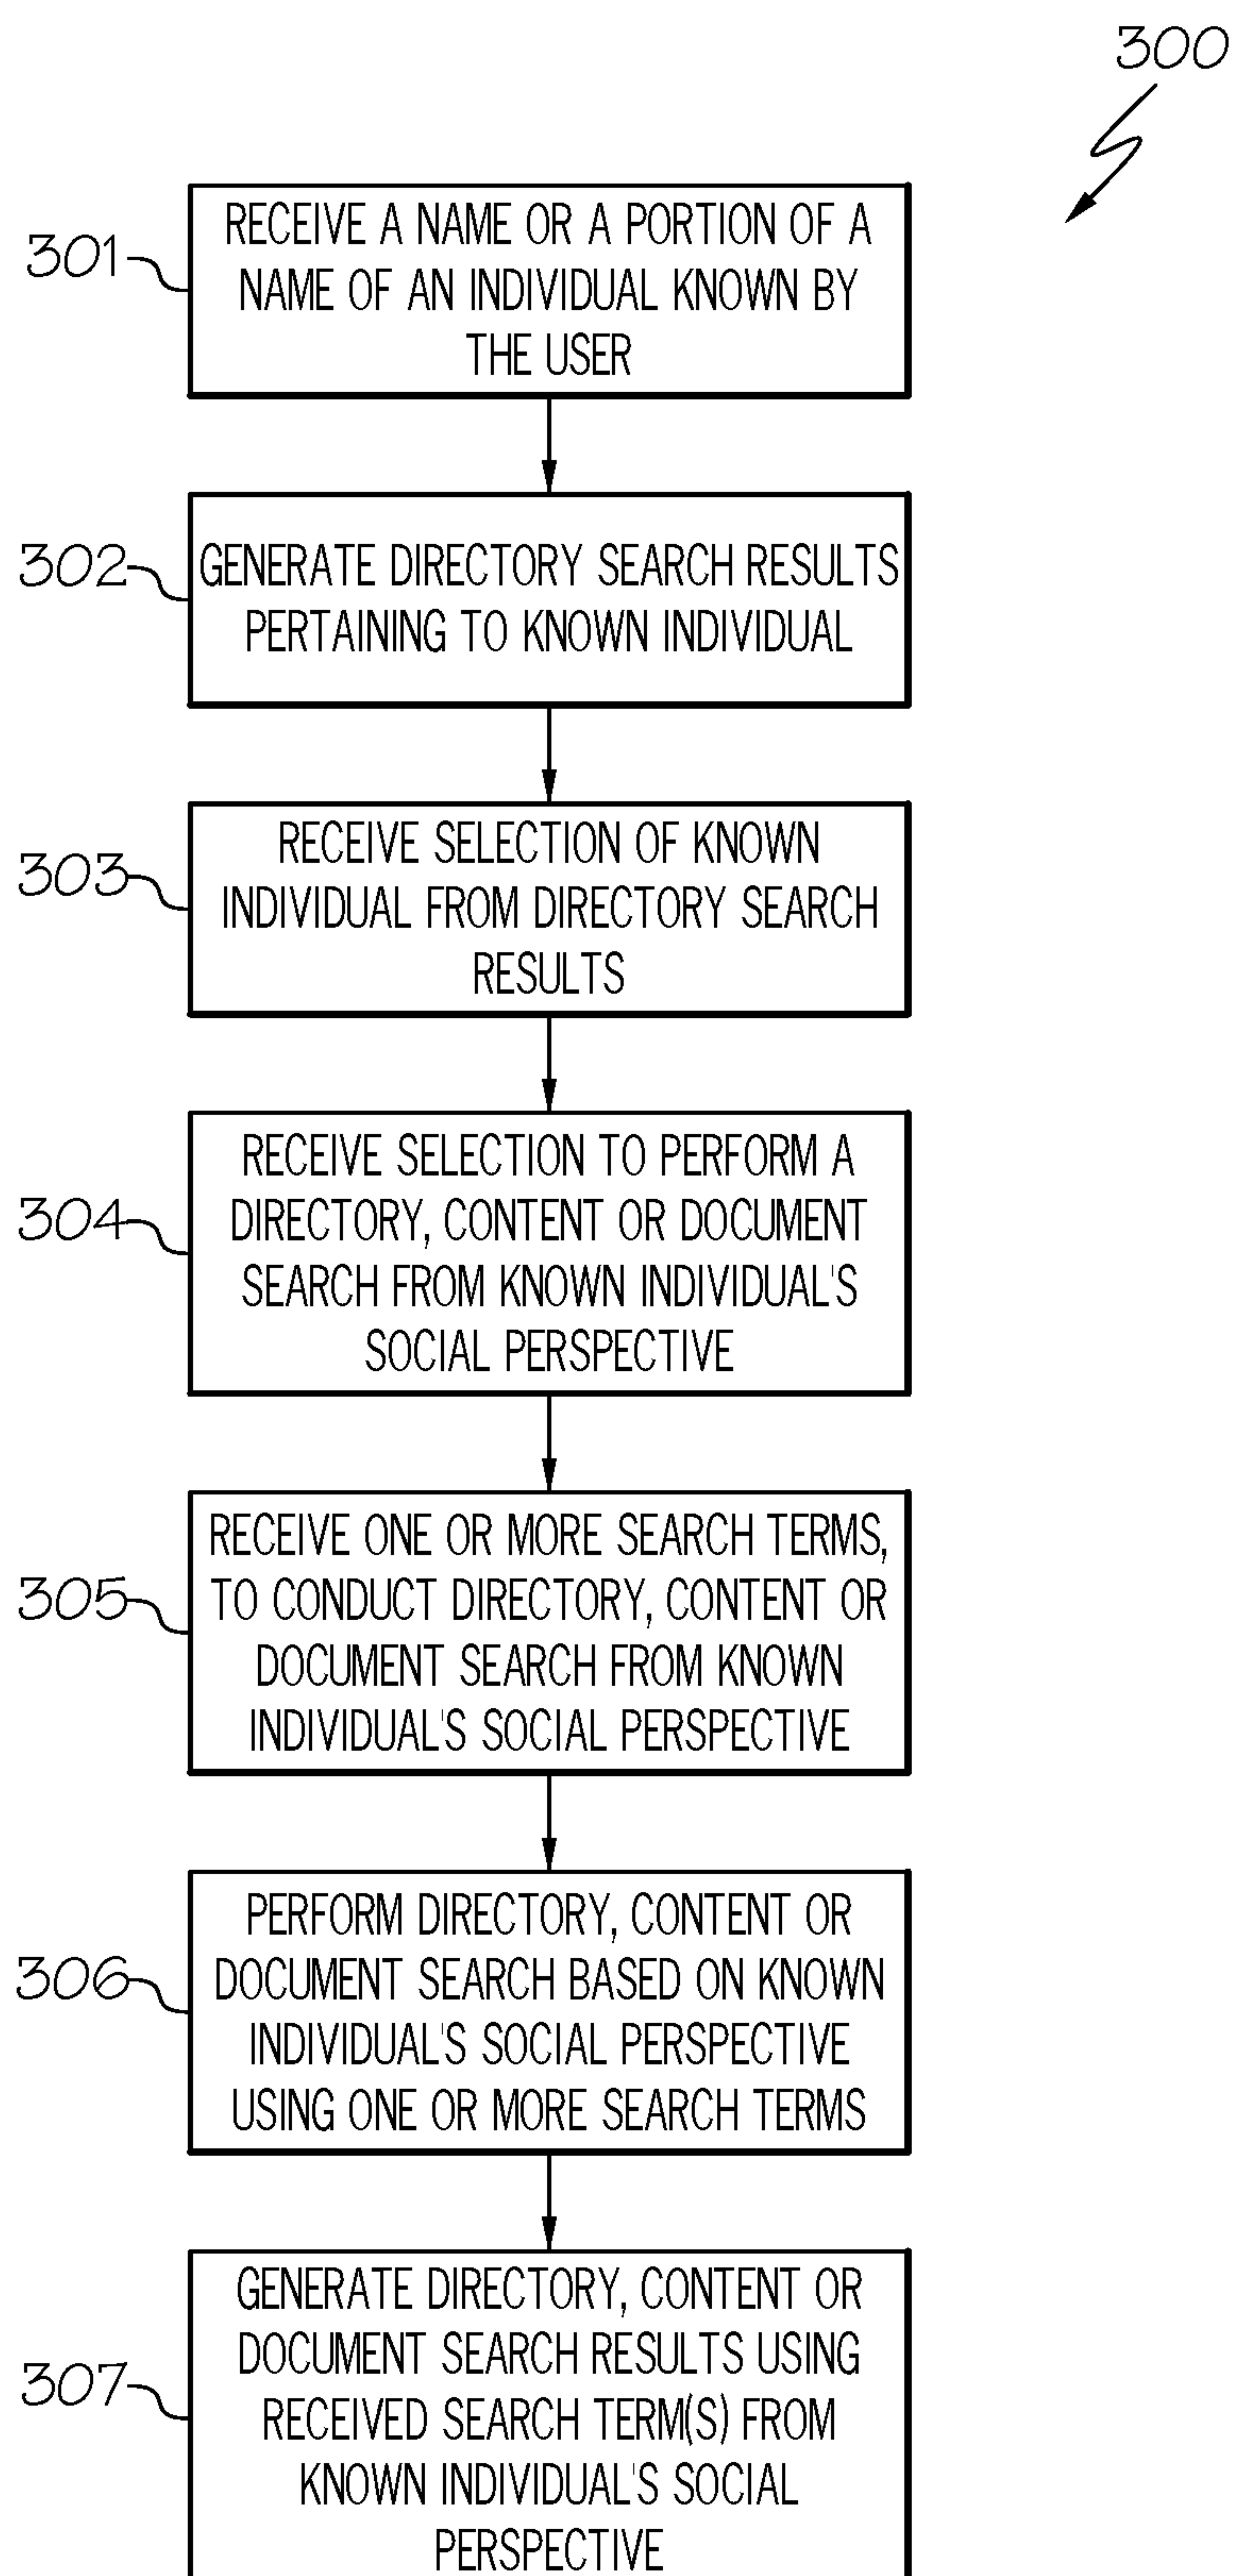 300
301
RECEIVE A NAME OR A PORTION OF A
NAME OF AN INDIVIDUAL KNOWN BY
THE USER
302
GENERATE DIRECTORY SEARCH RESULTS
PERTAINING TO KNOWN INDIVIDUAL
303
RECEIVE SELECTION OF KNOWN
INDIVIDUAL FROM DIRECTORY SEARCH
RESULTS
304
RECEIVE SELECTION TO PERFORM A
DIRECTORY, CONTENT OR DOCUMENT
SEARCH FROM KNOWN INDIVIDUAL'S
SOCIAL PERSPECTIVE
305
RECEIVE ONE OR MORE SEARCH TERMS,
TO CONDUCT DIRECTORY, CONTENT OR
DOCUMENT SEARCH FROM KNOWN
INDIVIDUAL'S SOCIAL PERSPECTIVE
306
PERFORM DIRECTORY, CONTENT OR
DOCUMENT SEARCH BASED ON KNOWN
INDIVIDUAL'S SOCIAL PERSPECTIVE
USING ONE OR MORE SEARCH TERMS
307
GENERATE DIRECTORY, CONTENT OR
DOCUMENT SEARCH RESULTS USING
RECEIVED SEARCH TERM(S) FROM
KNOWN INDIVIDUAL'S SOCIAL
PERSPECTIVE